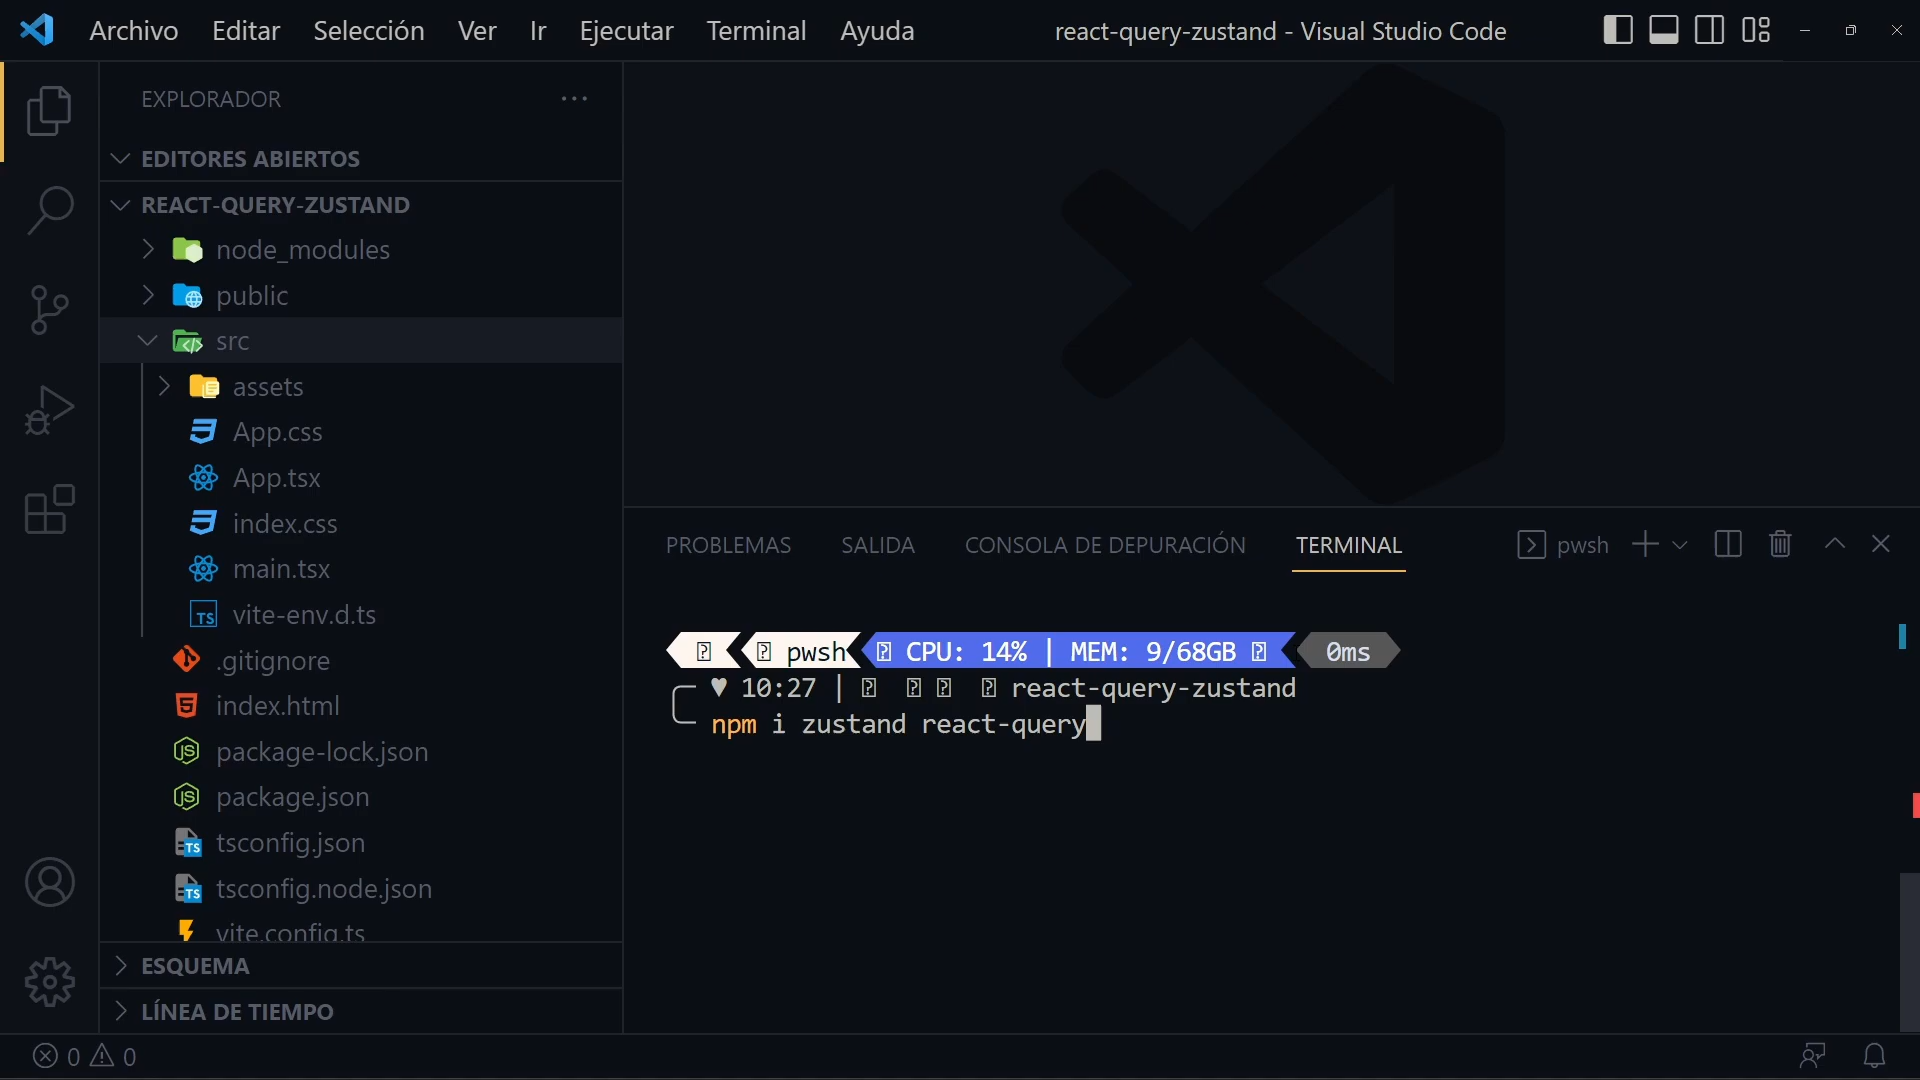 Archivo Editar Selección Ver Ir Ejecutar Terminal Ayuda react-query-zustand - Visual Studio Code
EXPLORADOR
EDITORES ABIERTOS
REACT-QUERY-ZUSTAND
node_modules
public
src
assets
App.css
App.tsx
index.css
main.tsx
vite-env.d.ts
.gitignore
index.html
package-lock.json
package.json
tsconfig.json
tsconfig.node.json
vite.config.ts
ESQUEMA
LÍNEA DE TIEMPO
PROBLEMAS SALIDA CONSOLA DE DEPURACIÓN TERMINAL pwsh
pwsh CPU: 14% | MEM: 9/68GB 0ms
♥ 10:27 | react-query-zustand
npm i zustand react-query
0 0